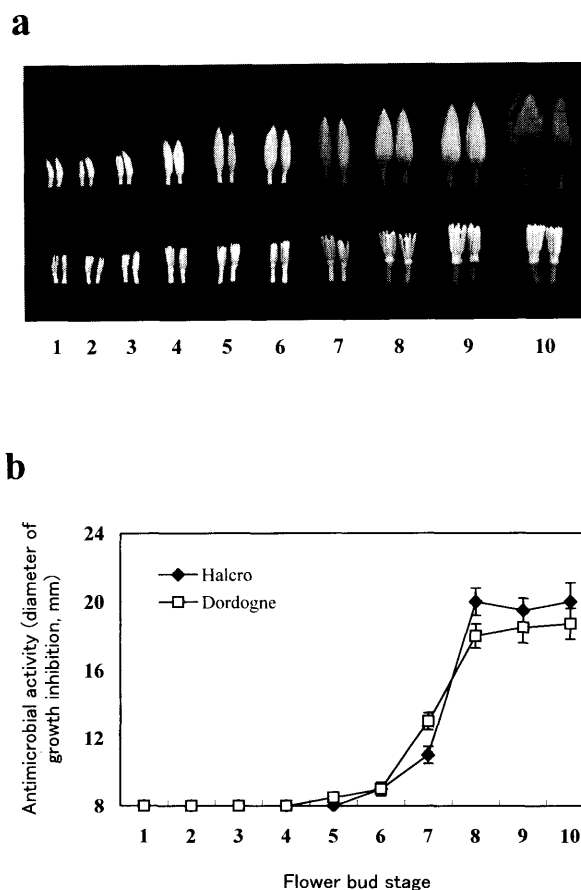 a
1 2 3 4 5 6 7 8 9 10
b
Antimicrobial activity (diameter of
growth inhibition, mm)
24
20
16
12
8
Halcro
Dordogne
1 2 3 4 5 6 7 8 9 10
Flower bud stage